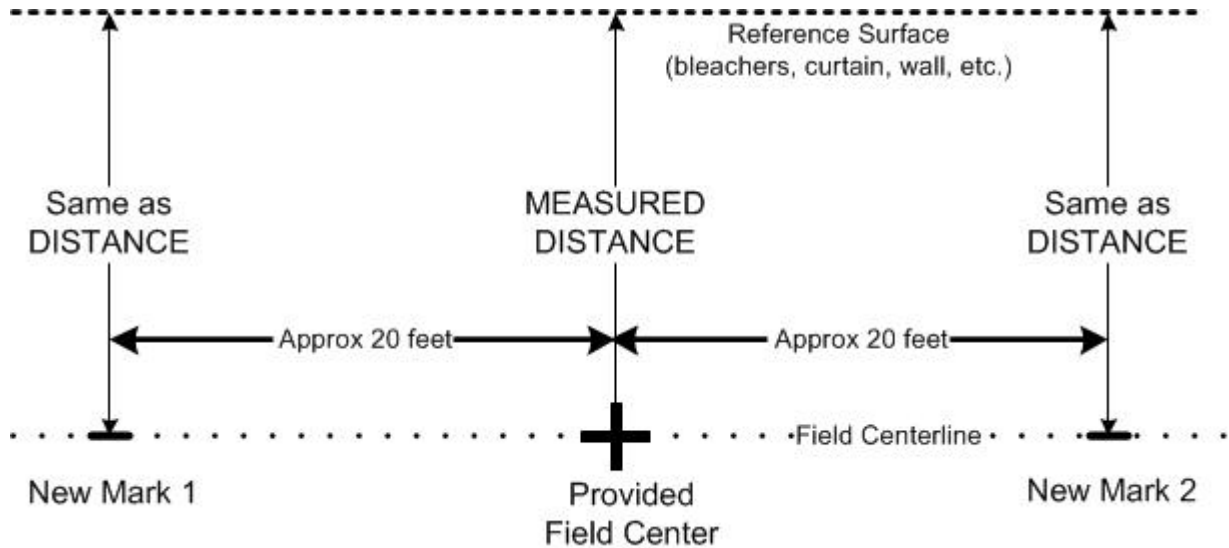 Reference Surface
(bleachers, curtain, wall, etc.)
Same as
DISTANCE
MEASURED
DISTANCE
Same as
DISTANCE
Approx 20 feet
Approx 20 feet
Field Centerline
New Mark 1
Provided
Field Center
New Mark 2